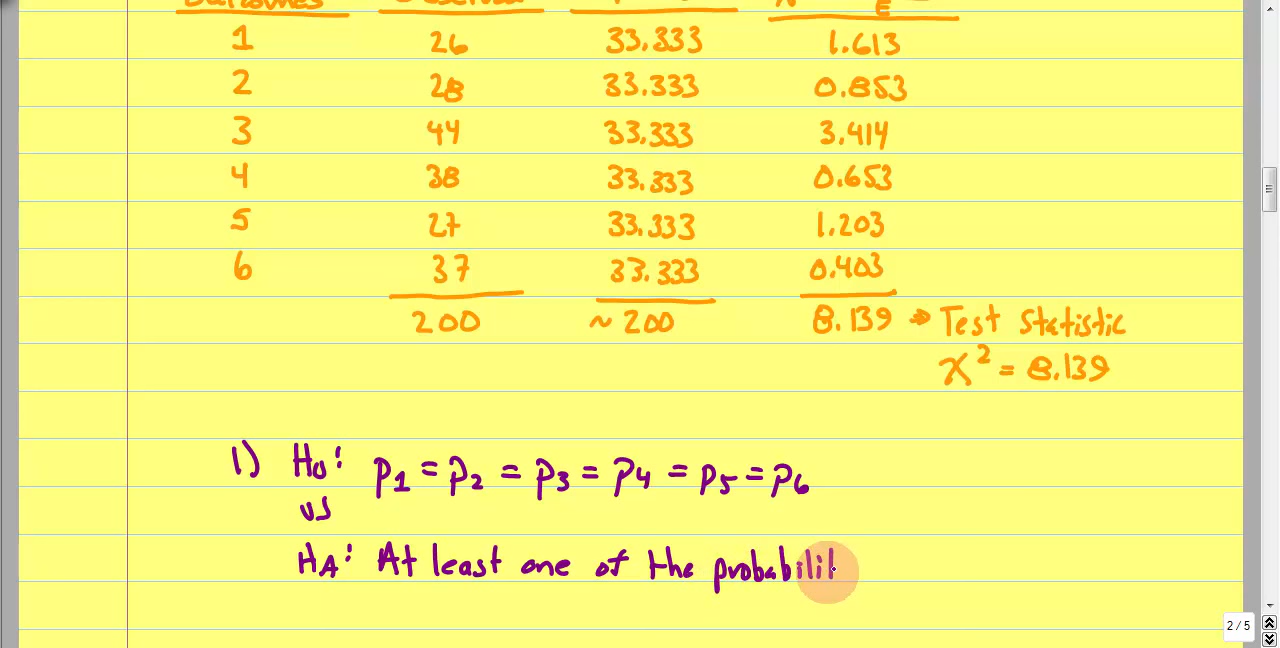 E
1 26 33.333 1.613
2 28 33.333 0.853
3 44 33.333 3.414
4 38 33.333 0.653
5 27 33.333 1.203
6 37 33.333 0.403
200 ~ 200 8.139 → Test Statistic
χ² = 8.139
1) H₀: p₁ = p₂ = p₃ = p₄ = p₅ = p₆
vs
H_A: At least one of the probabilit
2/5